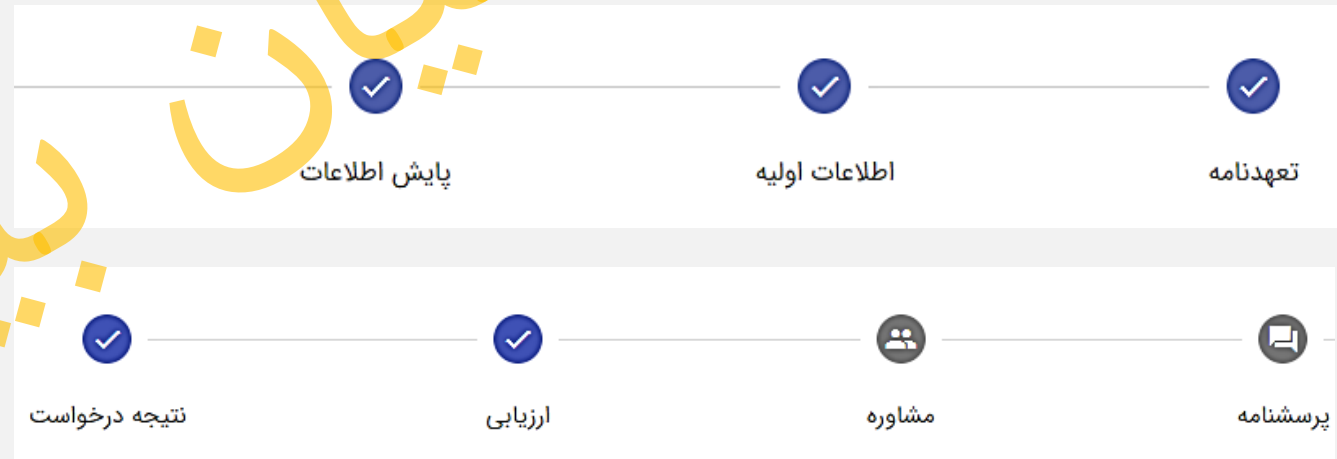 تعهدنامه اطلاعات اولیه پایش اطلاعات
پرسشنامه مشاوره ارزیابی نتیجه درخواست